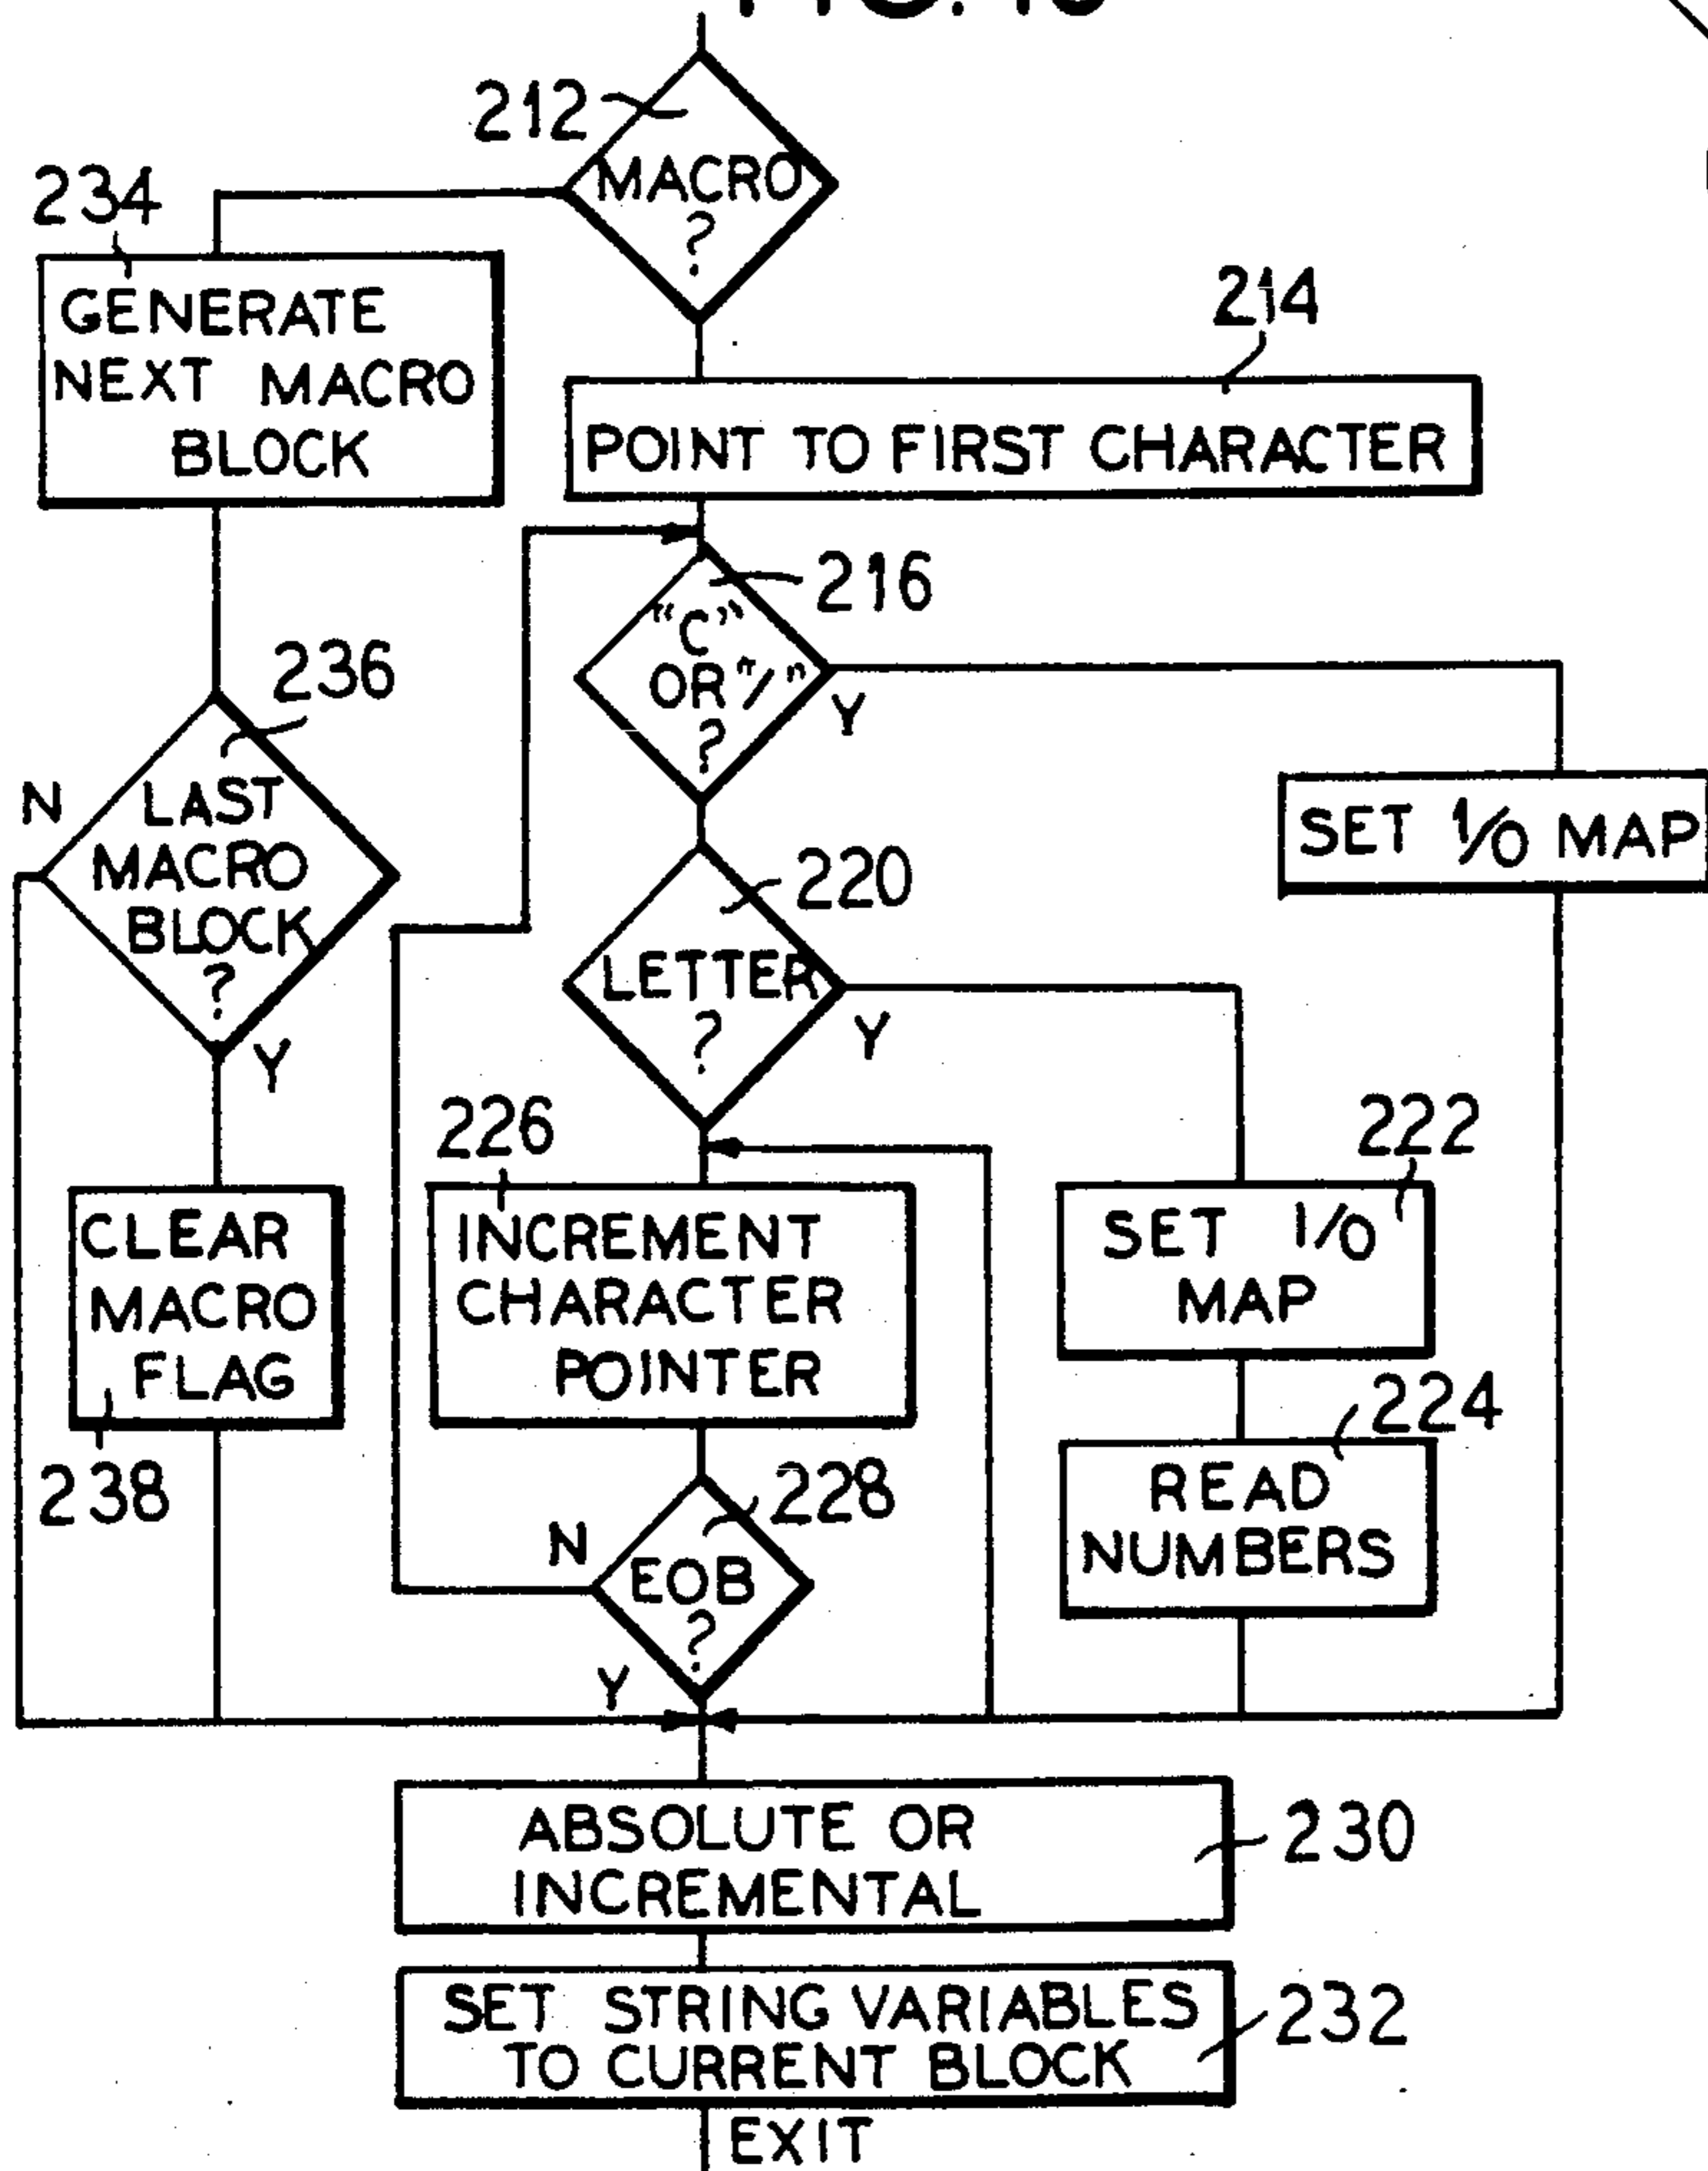 212
MACRO
?
234
GENERATE
NEXT MACRO
BLOCK
214
POINT TO FIRST CHARACTER
216
"C"
OR "/"
?
Y
236
N
LAST
MACRO
BLOCK
?
Y
SET I/O MAP
220
LETTER
?
Y
226
INCREMENT
CHARACTER
POINTER
222
SET I/O
MAP
CLEAR
MACRO
FLAG
238
224
READ
NUMBERS
228
N
EOB
?
Y
ABSOLUTE OR
INCREMENTAL
230
SET STRING VARIABLES
TO CURRENT BLOCK
232
EXIT